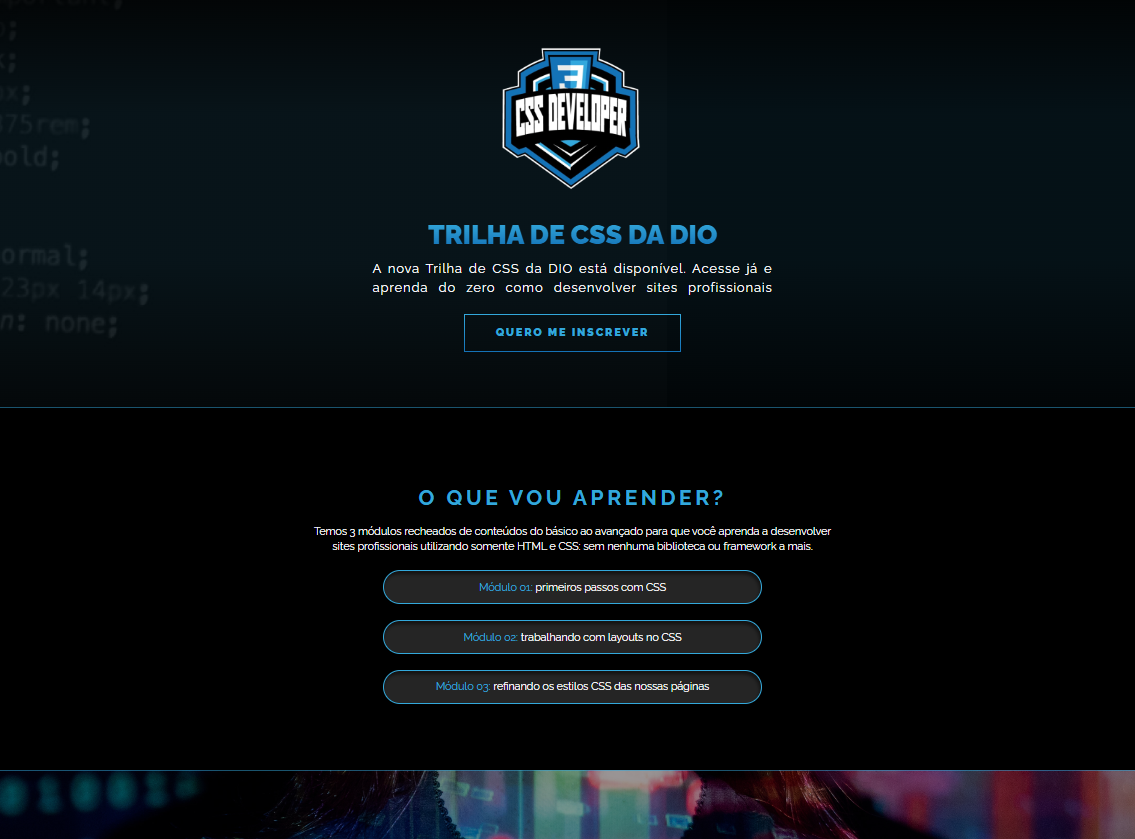 x;
375rem;
bold;
ormal;
23px 14px;
n: none;
3
CSS DEVELOPER
TRILHA DE CSS DA DIO
A nova Trilha de CSS da DIO está disponível. Acesse já e
aprenda do zero como desenvolver sites profissionais
QUERO ME INSCREVER
O QUE VOU APRENDER?
Temos 3 módulos recheados de conteúdos do básico ao avançado para que você aprenda a desenvolver
sites profissionais utilizando somente HTML e CSS: sem nenhuma biblioteca ou framework a mais.
Módulo 01: primeiros passos com CSS
Módulo 02: trabalhando com layouts no CSS
Módulo 03: refinando os estilos CSS das nossas páginas